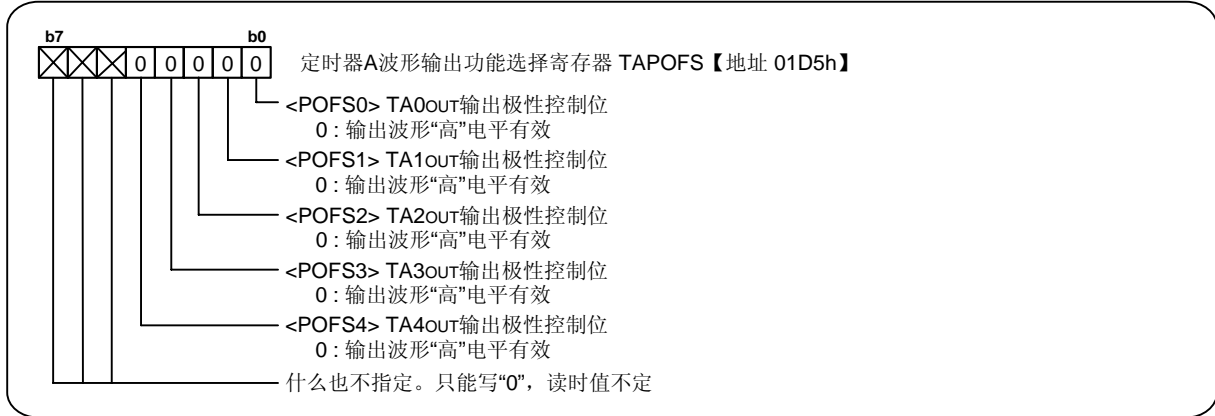 b7 b0
0 0 0 0 0 定时器A波形输出功能选择寄存器 TAPOFS【地址 01D5h】
<POFS0> TA0OUT输出极性控制位
0 : 输出波形“高”电平有效
<POFS1> TA1OUT输出极性控制位
0 : 输出波形“高”电平有效
<POFS2> TA2OUT输出极性控制位
0 : 输出波形“高”电平有效
<POFS3> TA3OUT输出极性控制位
0 : 输出波形“高”电平有效
<POFS4> TA4OUT输出极性控制位
0 : 输出波形“高”电平有效
什么也不指定。只能写“0”，读时值不定